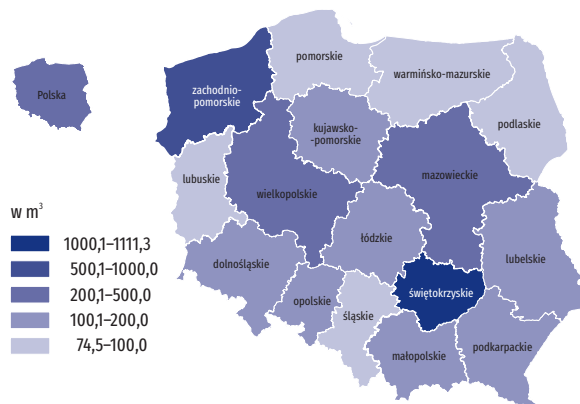 pomorskie
warmińsko-mazurskie
Polska
zachodnio-
pomorskie
podlaskie
kujawsko-
-pomorskie
lubuskie
mazowieckie
wielkopolskie
w m³
łódzkie
1000,1–1111,3
lubelskie
500,1–1000,0
dolnośląskie
200,1–500,0
świętokrzyskie
opolskie
100,1–200,0
śląskie
74,5–100,0
podkarpackie
małopolskie